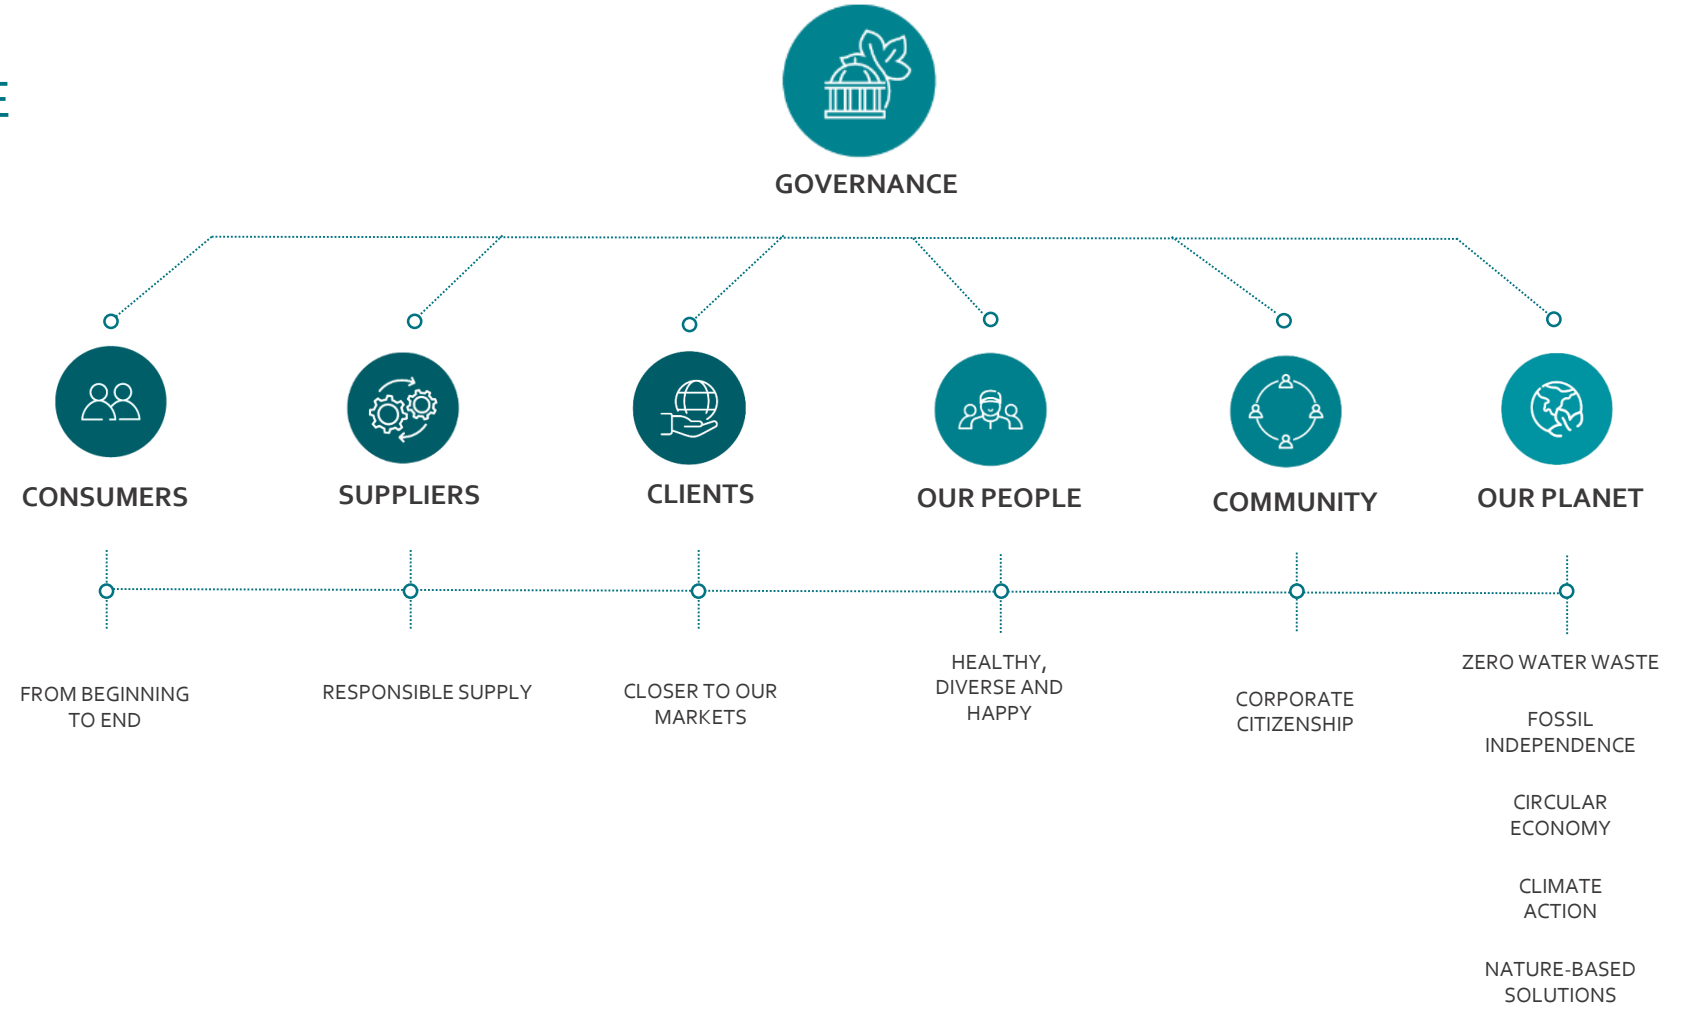 E
GOVERNANCE
CONSUMERS
SUPPLIERS
CLIENTS
OUR PEOPLE
COMMUNITY
OUR PLANET
FROM BEGINNING
TO END
RESPONSIBLE SUPPLY
CLOSER TO OUR
MARKETS
HEALTHY,
DIVERSE AND
HAPPY
CORPORATE
CITIZENSHIP
ZERO WATER WASTE
FOSSIL
INDEPENDENCE
CIRCULAR
ECONOMY
CLIMATE
ACTION
NATURE-BASED
SOLUTIONS